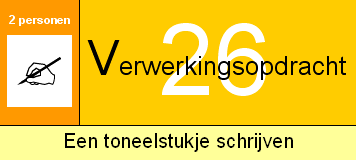 2 personen
26
Verwerkingsopdracht
Een toneelstukje schrijven